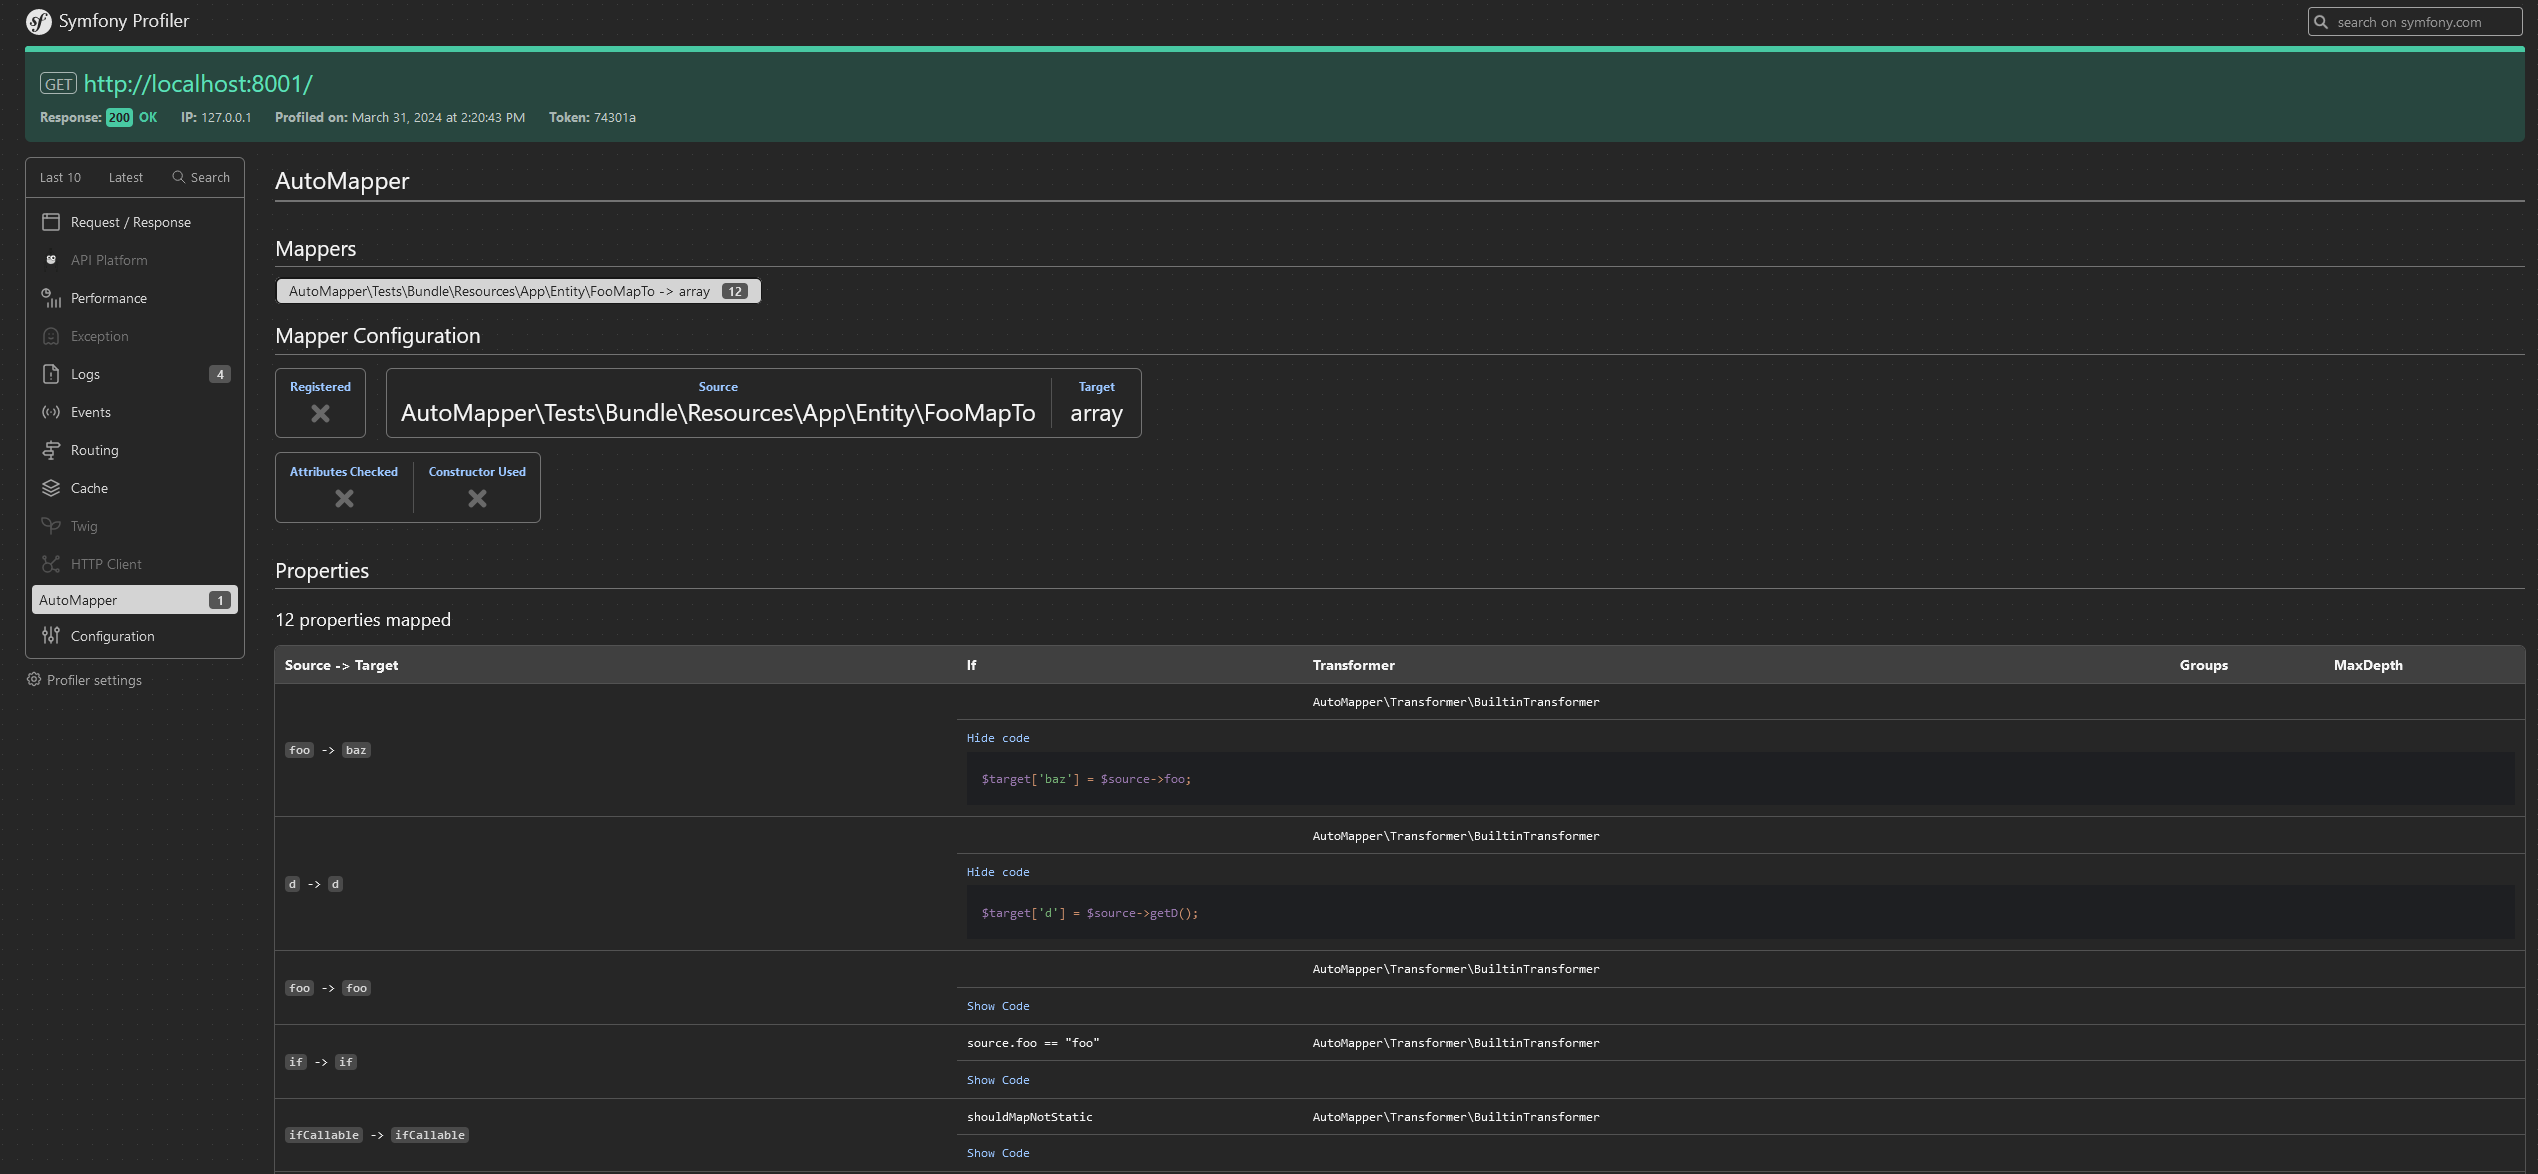 sf Symfony Profiler
search on symfony.com
GET http://localhost:8001/
Response: 200 OK IP: 127.0.0.1 Profiled on: March 31, 2024 at 2:20:43 PM Token: 74301a
Last 10 Latest Search
Request / Response
API Platform
Performance
Exception
Logs 4
Events
Routing
Cache
Twig
HTTP Client
AutoMapper 1
Configuration
Profiler settings
AutoMapper
Mappers
AutoMapper\Tests\Bundle\Resources\App\Entity\FooMapTo -> array 12
Mapper Configuration
Registered
Source Target
AutoMapper\Tests\Bundle\Resources\App\Entity\FooMapTo array
Attributes Checked Constructor Used
Properties
12 properties mapped
Source -> Target If Transformer Groups MaxDepth
AutoMapper\Transformer\BuiltinTransformer
foo -> baz
Hide code
$target['baz'] = $source->foo;
AutoMapper\Transformer\BuiltinTransformer
d -> d
Hide code
$target['d'] = $source->getD();
AutoMapper\Transformer\BuiltinTransformer
foo -> foo
Show Code
source.foo == "foo" AutoMapper\Transformer\BuiltinTransformer
if -> if
Show Code
shouldMapNotStatic AutoMapper\Transformer\BuiltinTransformer
ifCallable -> ifCallable
Show Code